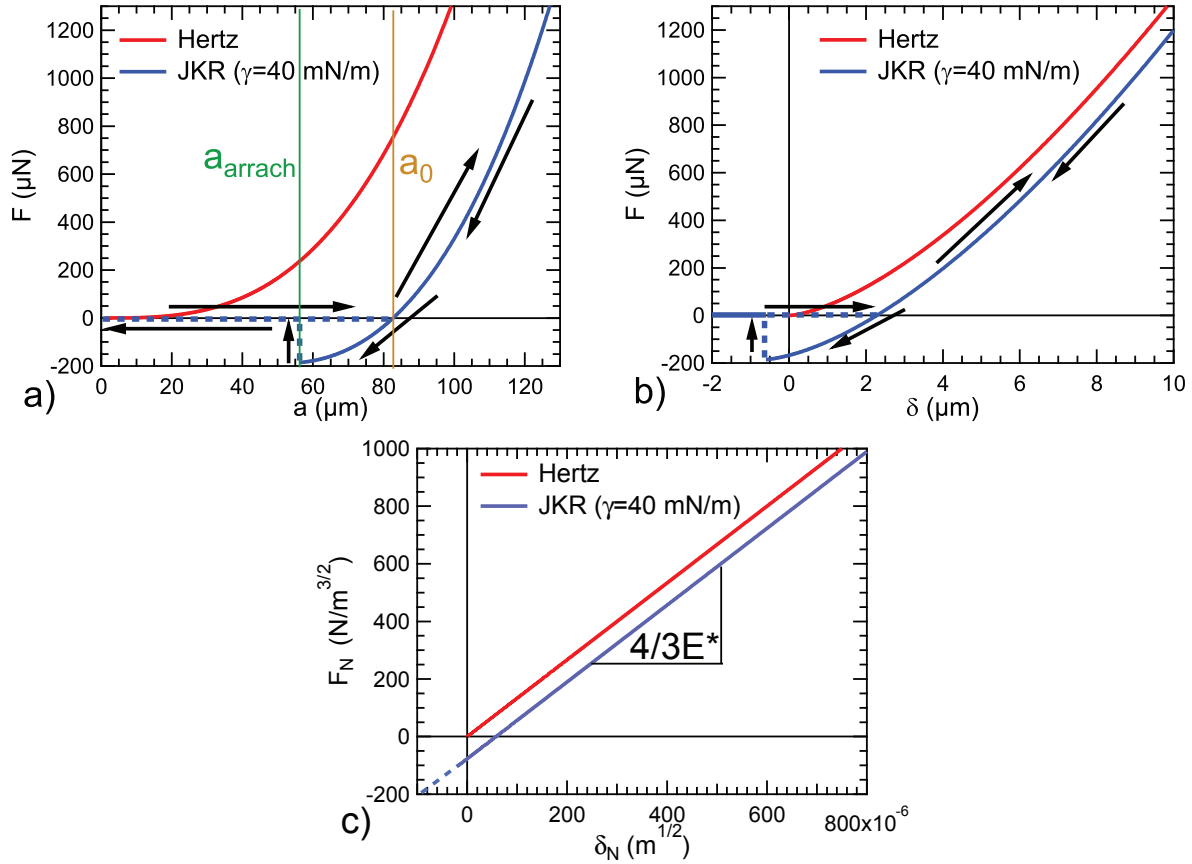 1200
1000
800
600
400
200
0
-200
F (µN)
Hertz
JKR (γ=40 mN/m)
a_arrach
a_0
0 20 40 60 80 100 120
a (µm)
a)
1200
1000
800
600
400
200
0
-200
F (µN)
Hertz
JKR (γ=40 mN/m)
-2 0 2 4 6 8 10
δ (µm)
b)
1000
800
600
400
200
0
-200
F_N (N/m^{3/2})
Hertz
JKR (γ=40 mN/m)
4/3E*
0 200 400 600 800x10^{-6}
δ_N (m^{1/2})
c)